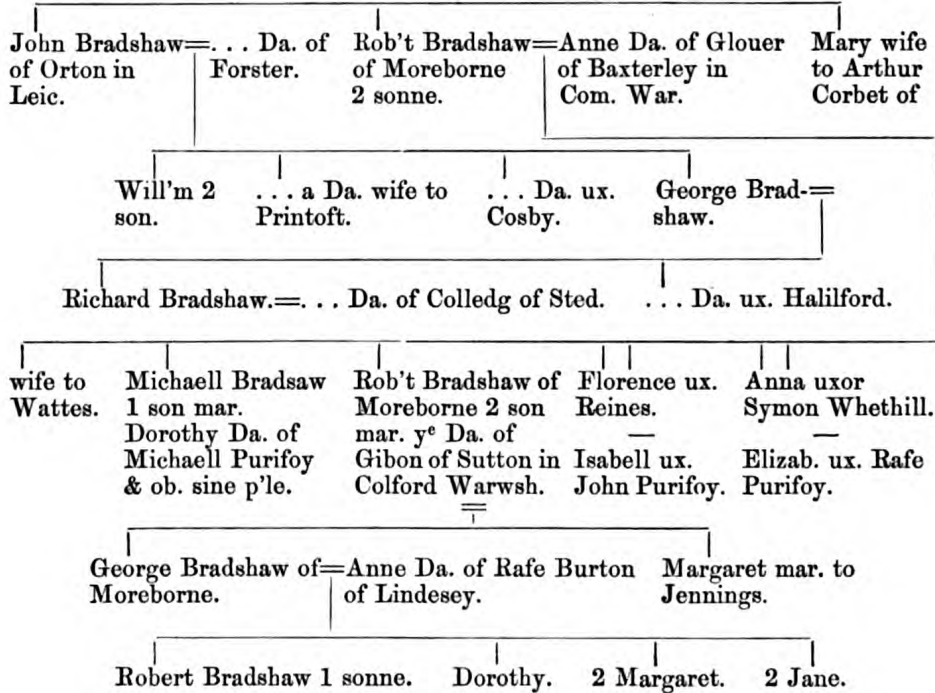 John Bradshaw=. . . Da. of Rob't Bradshaw=Anne Da. of Glouer Mary wife
of Orton in Forster. of Moreborne of Baxterley in to Arthur
Leic. 2 sonne. Com. War. Corbet of
Will'm 2 . . . a Da. wife to . . . Da. ux. George Brad-=
son. Printoft. Cosby. shaw.
Richard Bradshaw.=. . . Da. of Colledg of Sted. . . . Da. ux. Halilford.
wife to Michaell Bradsaw Rob't Bradshaw of Florence ux. Anna uxor
Wattes. 1 son mar. Moreborne 2 son Reines. Symon Whethill.
Dorothy Da. of mar. yᵉ Da. of — —
Michaell Purifoy Gibon of Sutton in Isabell ux. Elizab. ux. Rafe
& ob. sine p'le. Colford Warwsh. John Purifoy. Purifoy.
George Bradshaw of=Anne Da. of Rafe Burton Margaret mar. to
Moreborne. of Lindesey. Jennings.
Robert Bradshaw 1 sonne. Dorothy. 2 Margaret. 2 Jane.